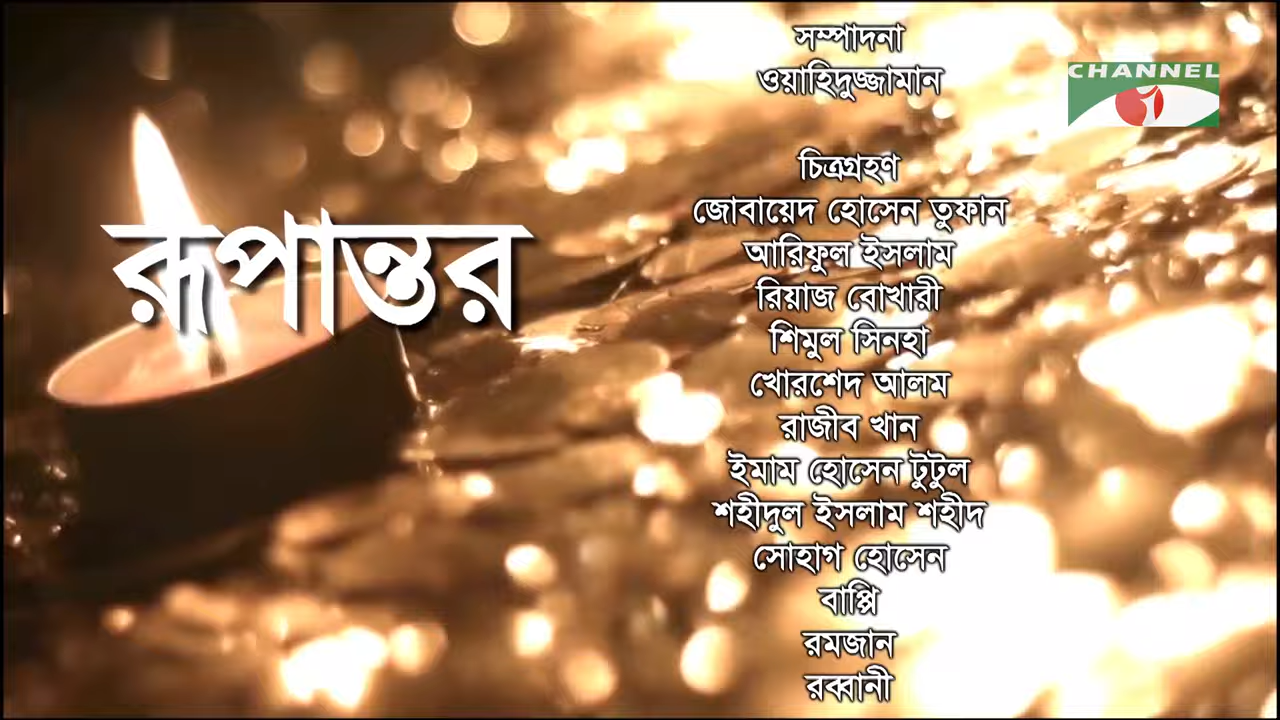 রূপান্তর
সম্পাদনা
ওয়াহিদুজ্জামান
চিত্রগ্রহণ
জোবায়েদ হোসেন তুফান
আরিফুল ইসলাম
রিয়াজ বোখারী
শিমুল সিনহা
খোরশেদ আলম
রাজীব খান
ইমাম হোসেন টুটুল
শহীদুল ইসলাম শহীদ
সোহাগ হোসেন
বাপ্পি
রমজান
রব্বানী
CHANNEL